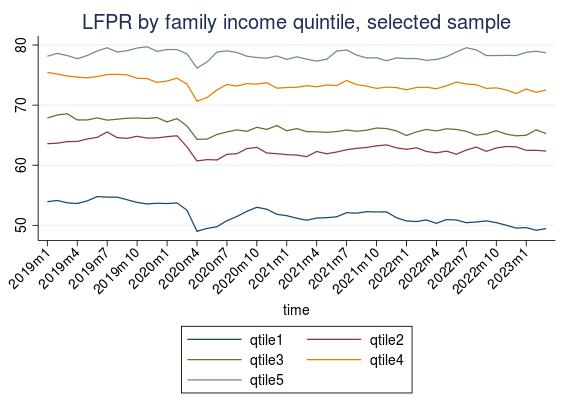 LFPR by family income quintile, selected sample
80
70
60
50
2019m1 2019m4 2019m7 2019m10 2020m1 2020m4 2020m7 2020m10 2021m1 2021m4 2021m7 2021m10 2022m1 2022m4 2022m7 2022m10 2023m1
time
qtile1 qtile2
qtile3 qtile4
qtile5